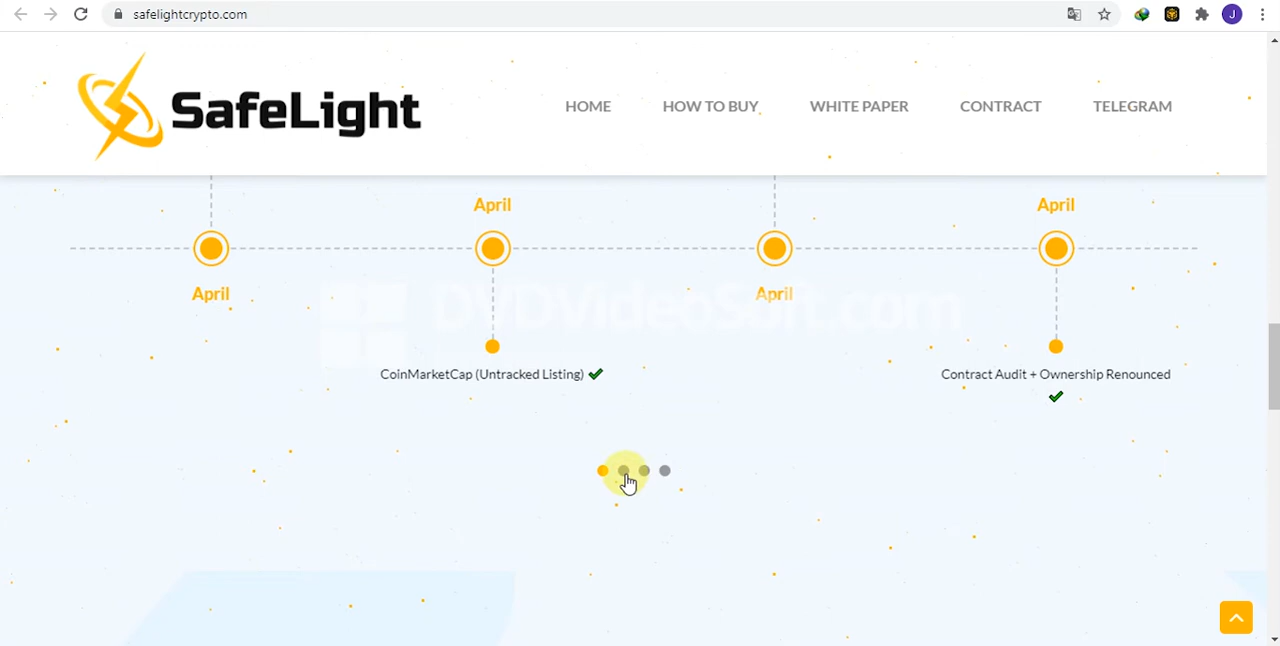 safelightcrypto.com
J
SafeLight
HOME
HOW TO BUY
WHITE PAPER
CONTRACT
TELEGRAM
April
April
April
April
DVDVideoSoft.com
CoinMarketCap (Untracked Listing)
Contract Audit + Ownership Renounced